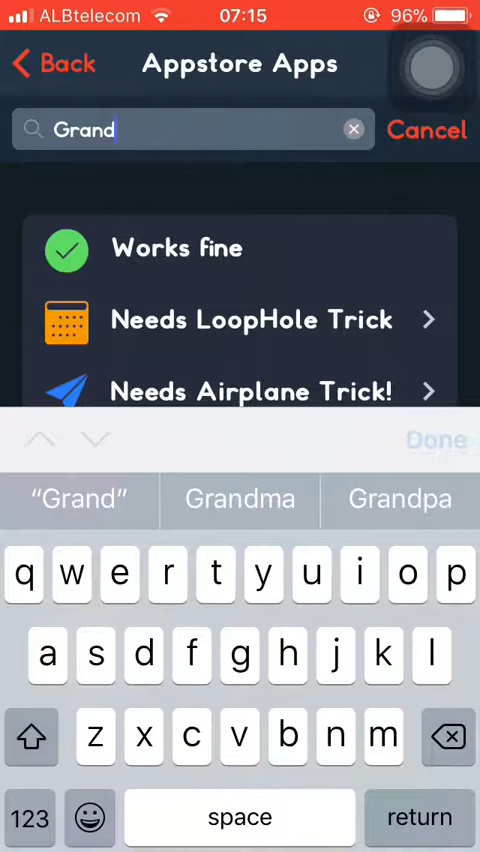 ALBtelecom 07:15 96%
Back Appstore Apps
Grand Cancel
Works fine
Needs LoopHole Trick
Needs Airplane Trick!
Done
“Grand” Grandma Grandpa
q w e r t y u i o p
a s d f g h j k l
z x c v b n m
123 space return